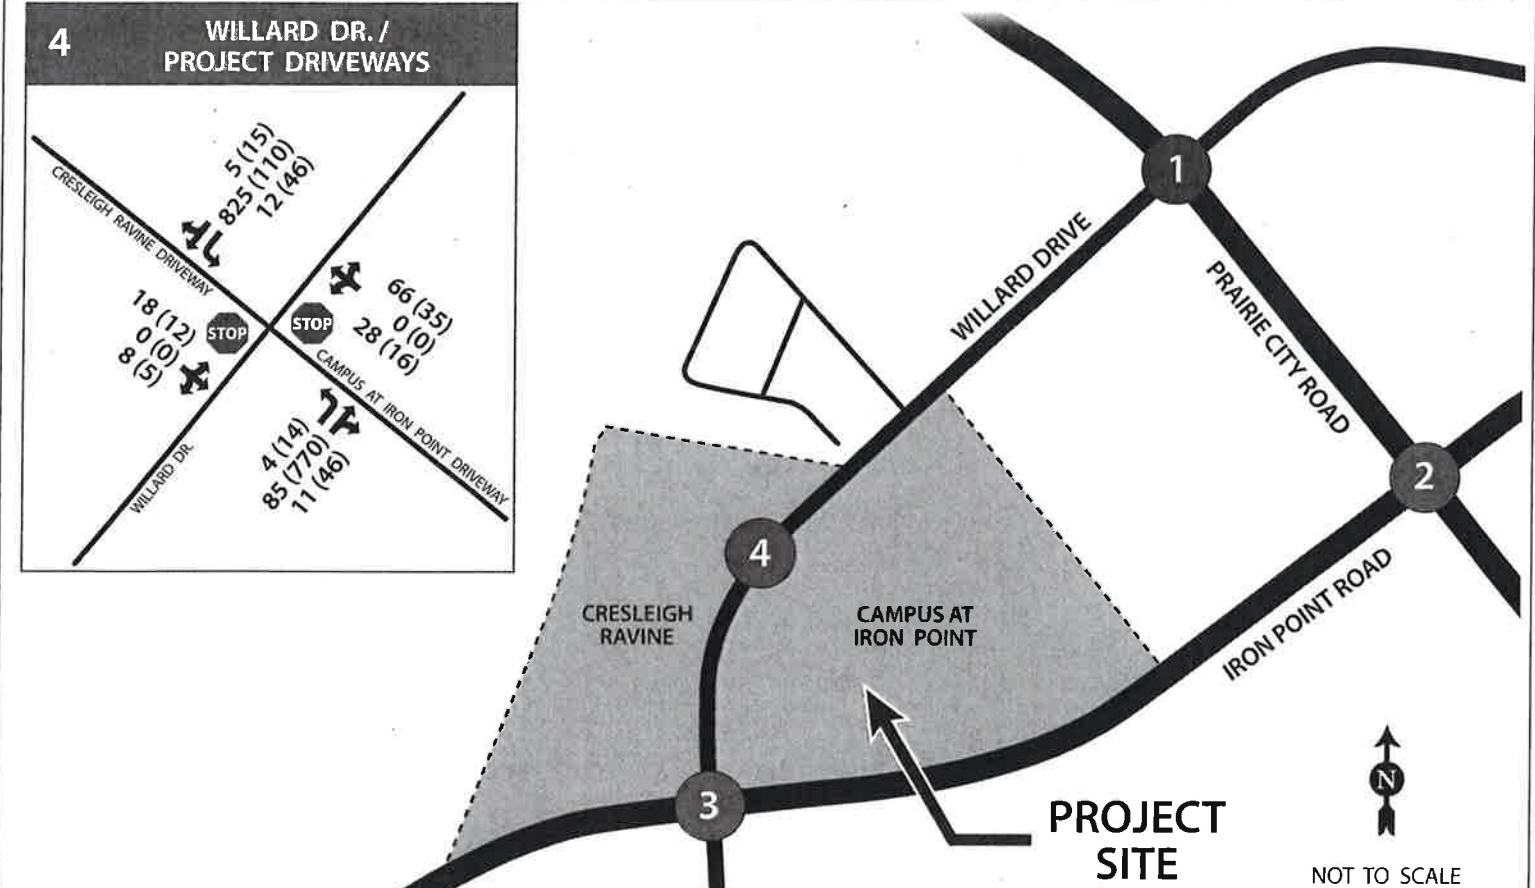 4
WILLARD DR. /
PROJECT DRIVEWAYS
CRESLEIGH RAVINE DRIVEWAY
5 (15)
825 (110)
12 (46)
66 (35)
0 (0)
28 (16)
18 (12)
0 (0)
8 (5)
STOP
STOP
CAMPUS AT IRON POINT DRIVEWAY
4 (14)
85 (770)
11 (46)
WILLARD DR.
1
WILLARD DRIVE
PRAIRIE CITY ROAD
2
IRON POINT ROAD
4
CRESLEIGH
RAVINE
CAMPUS AT
IRON POINT
3
PROJECT
SITE
N
NOT TO SCALE